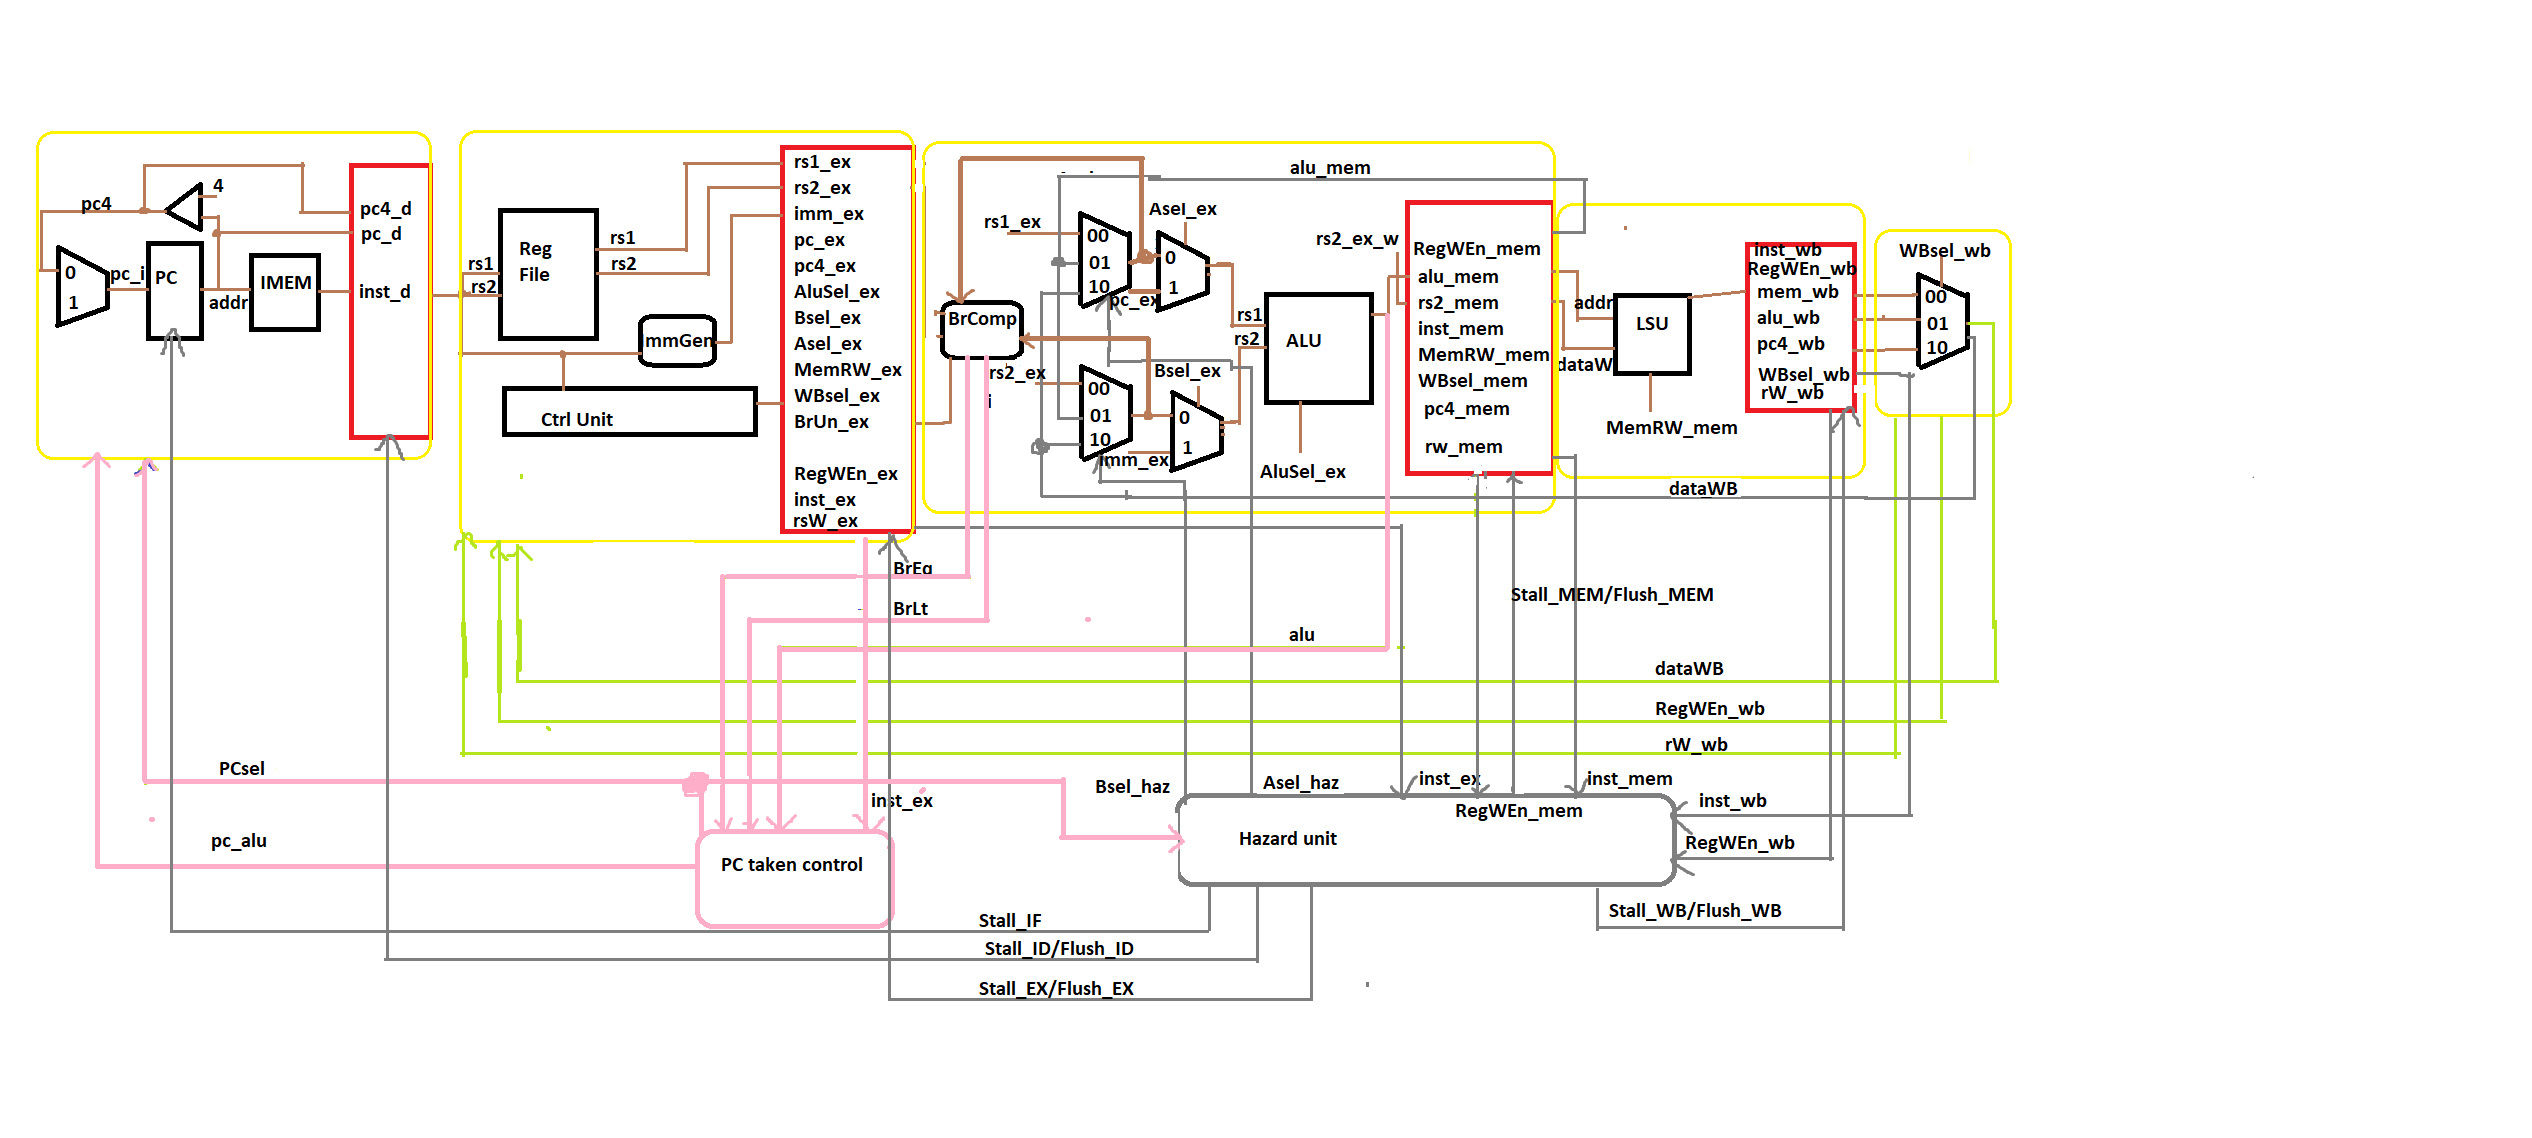 4
pc4
0
1
pc_i
PC
addr
IMEM
pc4_d
pc_d
inst_d
rs1
rs2
Reg
File
rs1
rs2
ImmGen
Ctrl Unit
rs1_ex
rs2_ex
imm_ex
pc_ex
pc4_ex
AluSel_ex
Bsel_ex
Asel_ex
MemRW_ex
WBsel_ex
BrUn_ex
RegWEn_ex
inst_ex
rsW_ex
BrComp
rs1_ex
00
01
10
pc_ex
Asel_ex
0
1
rs2_ex
00
01
10
imm_ex
Bsel_ex
0
1
rs1
rs2
ALU
AluSel_ex
alu_mem
rs2_ex_w
RegWEn_mem
alu_mem
rs2_mem
inst_mem
MemRW_mem
WBsel_mem
pc4_mem
rw_mem
addr
dataW
LSU
MemRW_mem
inst_wb
RegWEn_wb
mem_wb
alu_wb
pc4_wb
WBsel_wb
rW_wb
WBsel_wb
00
01
10
dataWB
BrEq
BrLt
alu
Stall_MEM/Flush_MEM
dataWB
RegWEn_wb
rW_wb
PCsel
pc_alu
inst_ex
PC taken control
Bsel_haz
Asel_haz
inst_ex
RegWEn_mem
inst_mem
inst_wb
RegWEn_wb
Hazard unit
Stall_IF
Stall_ID/Flush_ID
Stall_EX/Flush_EX
Stall_WB/Flush_WB